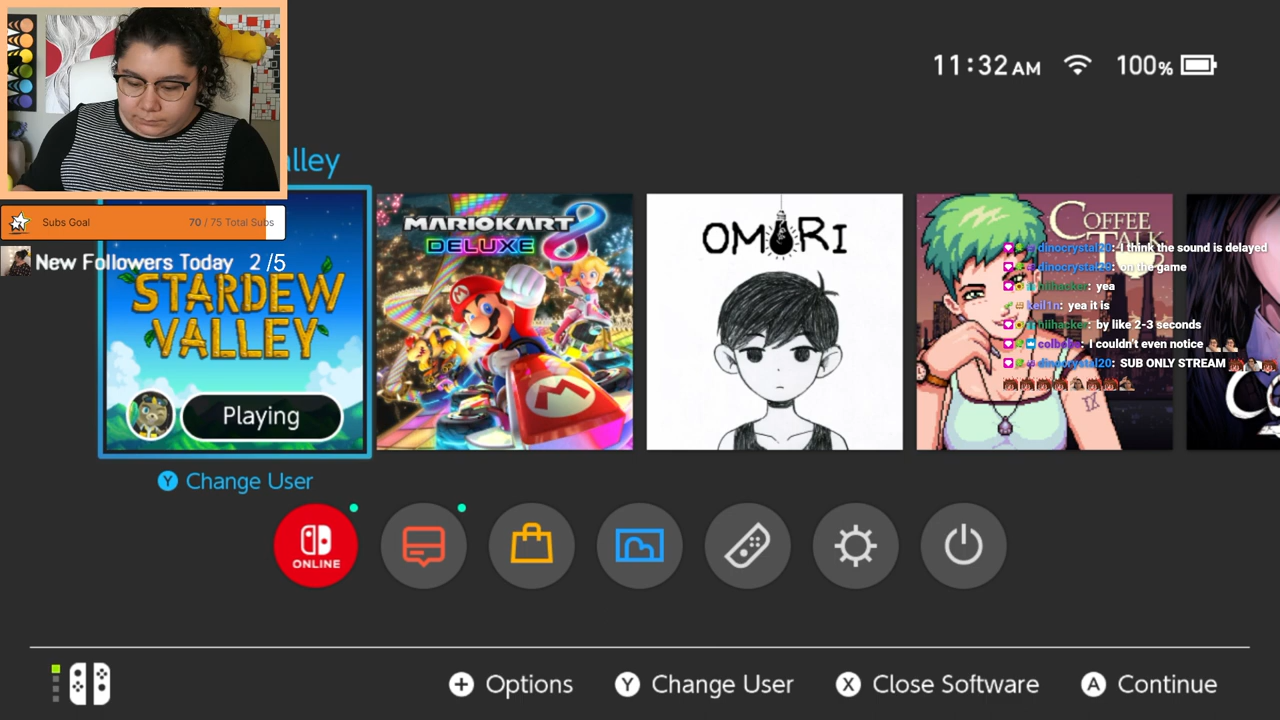 11:32 AM
100%
alley
Subs Goal
70 / 75 Total Subs
New Followers Today 2 /5
STARDEW
VALLEY
Playing
MARIOKART 8
DELUXE
OMORI
COFFEE
TALK
dinocrystal20: I think the sound is delayed
dinocrystal20: on the game
yea
keil1n: yea it is
by like 2-3 seconds
I couldn't even notice
dinocrystal20: SUB ONLY STREAM
Y Change User
ONLINE
+ Options
Y Change User
X Close Software
A Continue